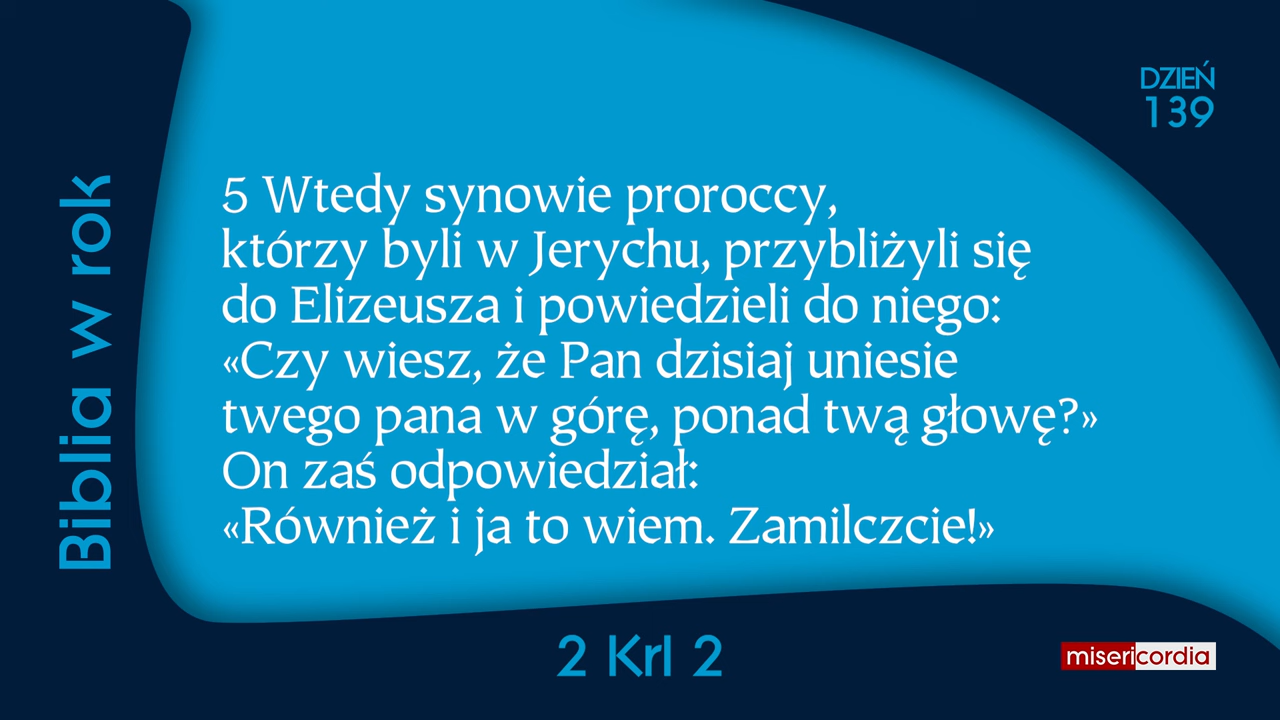 DZIEŃ
139
Biblia w rok
5 Wtedy synowie proroccy,
którzy byli w Jerychu, przybliżyli się
do Elizeusza i powiedzieli do niego:
«Czy wiesz, że Pan dzisiaj uniesie
twego pana w górę, ponad twą głowę?»
On zaś odpowiedział:
«Również i ja to wiem. Zamilczcie!»
2 Krl 2
misericordia